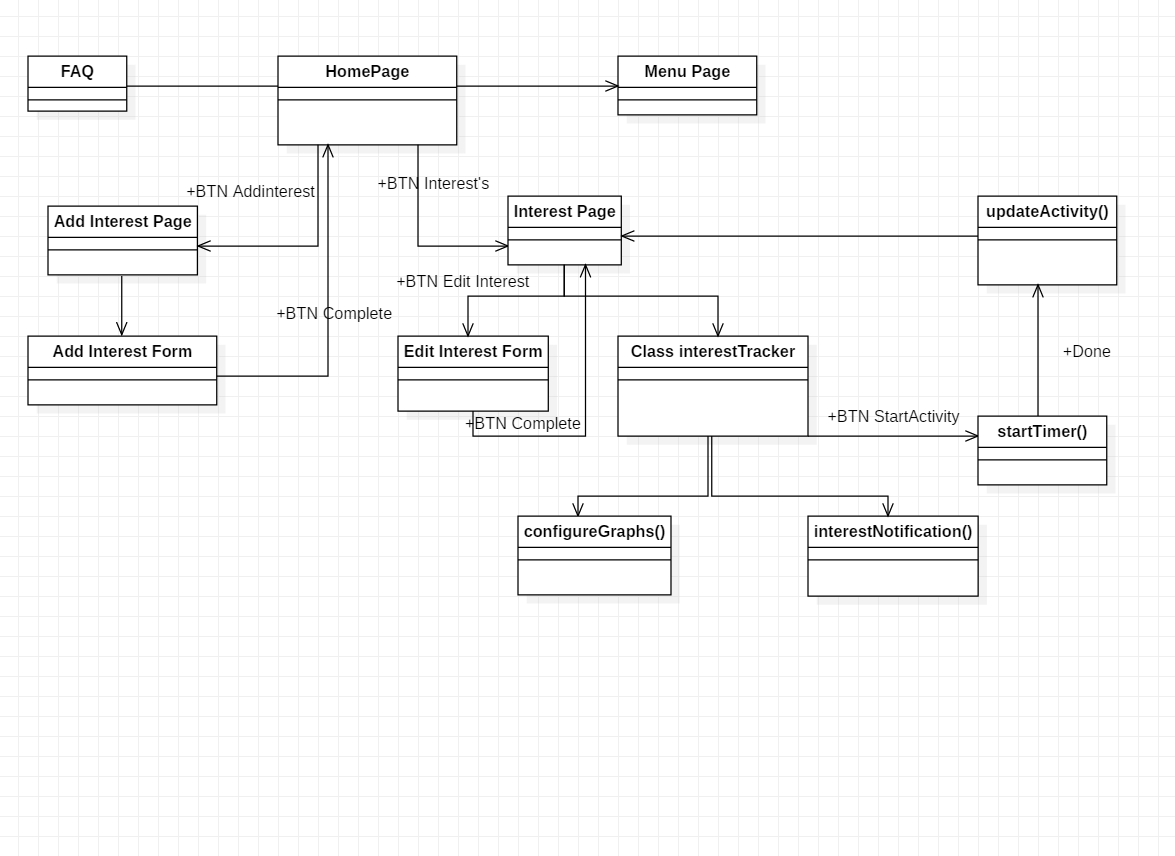 FAQ
HomePage
Menu Page
+BTN Addinterest
+BTN Interest's
Add Interest Page
Interest Page
updateActivity()
+BTN Edit Interest
+BTN Complete
Add Interest Form
Edit Interest Form
Class interestTracker
+Done
+BTN Complete
+BTN StartActivity
startTimer()
configureGraphs()
interestNotification()